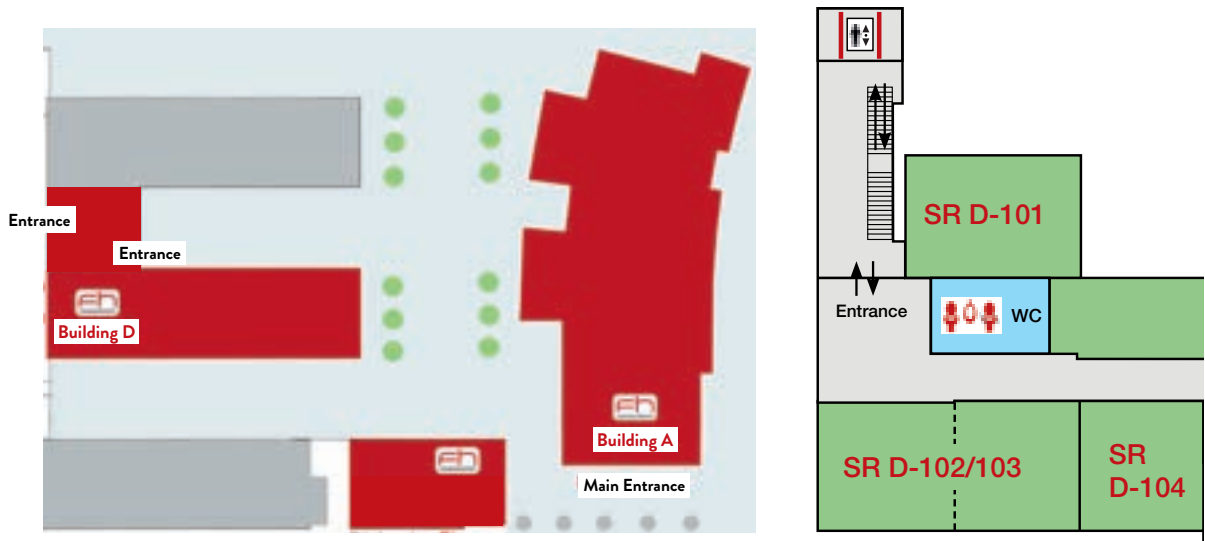 Entrance
Entrance
Building D
Building A
Main Entrance
SR D-101
Entrance
WC
SR D-102/103
SR
D-104